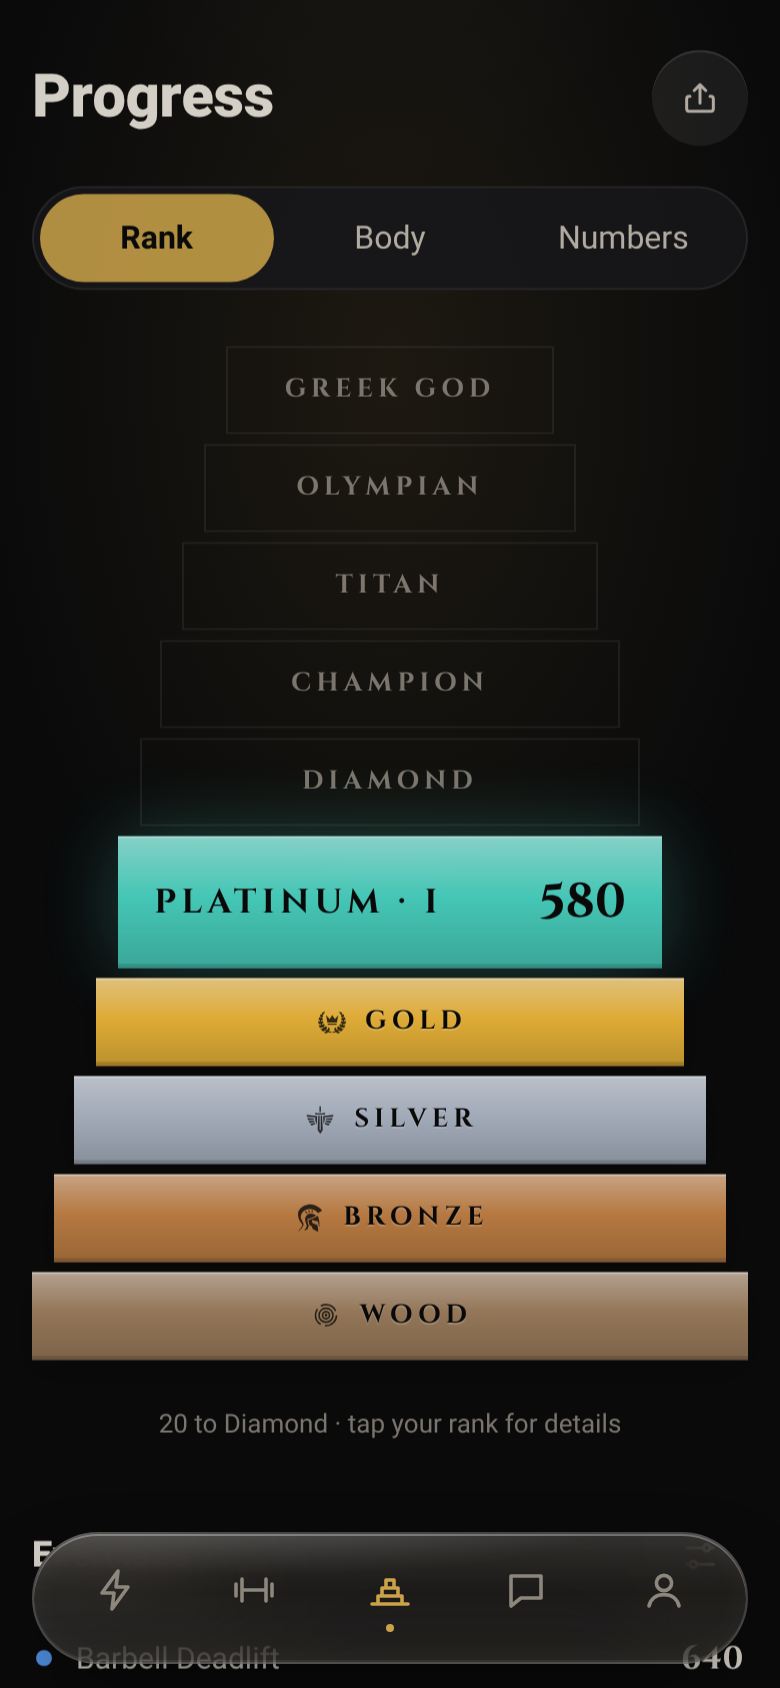 Progress
Rank Body Numbers
GREEK GOD
OLYMPIAN
TITAN
CHAMPION
DIAMOND
PLATINUM · I 580
GOLD
SILVER
BRONZE
WOOD
20 to Diamond · tap your rank for details
Barbell Deadlift 640